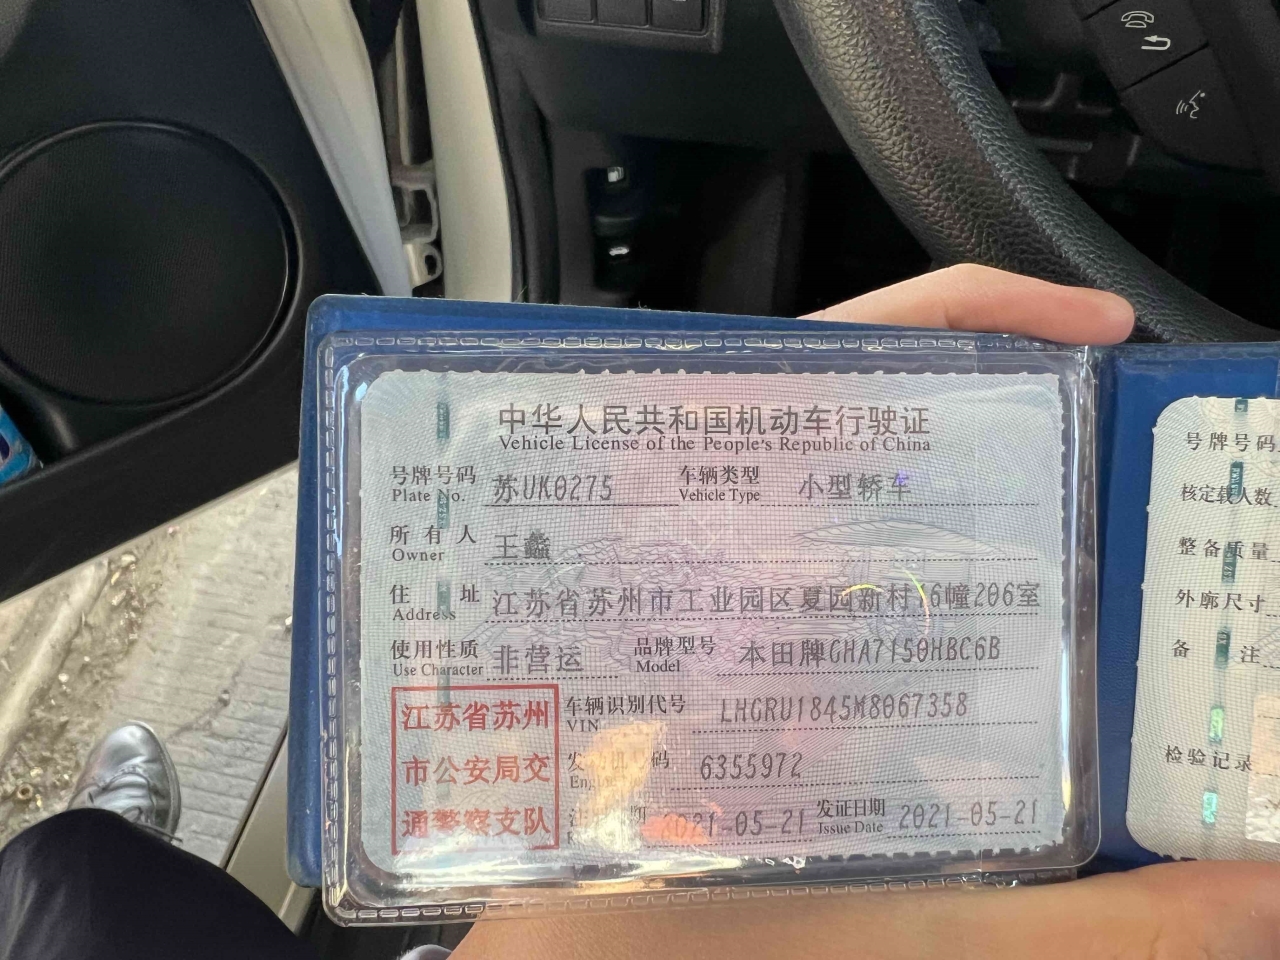 中华人民共和国机动车行驶证
Vehicle License of the People's Republic of China
号牌号码 苏UK0275 车辆类型 小型轿车
Plate No. Vehicle Type
所有人 王鑫
Owner
住址 江苏省苏州市工业园区夏园新村16幢206室
Address
使用性质 非营运 品牌型号 本田牌GHA7150HBC6B
Use Character Model
江苏省苏州 车辆识别代号 LHGRU1845M8067358
VIN
市公安局交 发动机号码 6355972
通警察支队 2021-05-21 发证日期 2021-05-21
Issue Date
号牌号码
核定载人数
整备质量
外廓尺寸
备注
检验记录